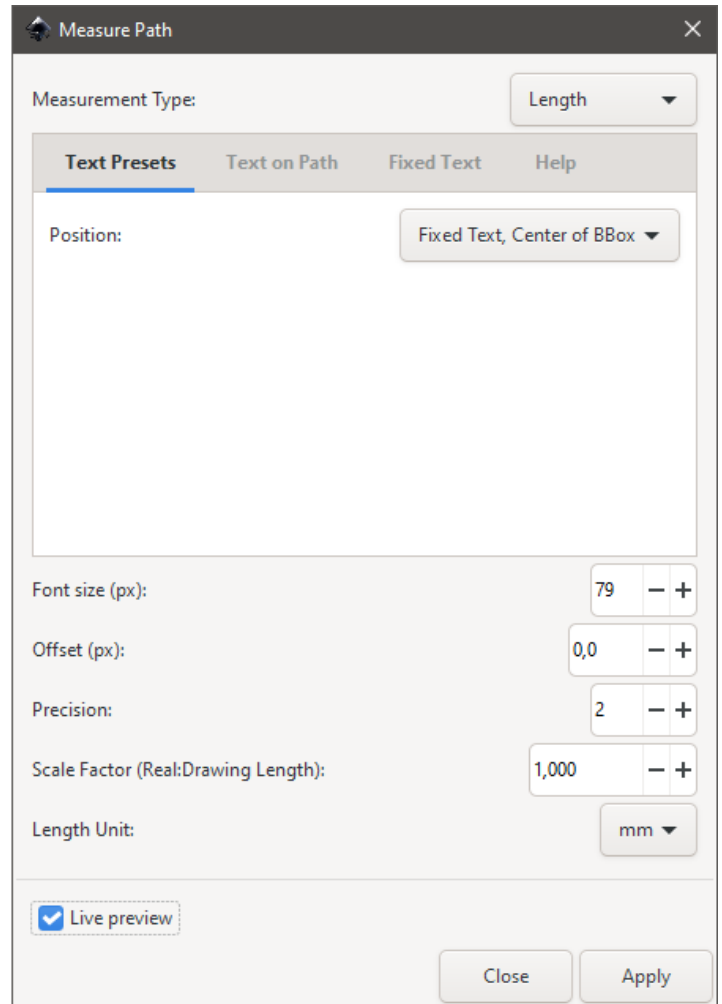 Measure Path
Measurement Type: Length
Text Presets Text on Path Fixed Text Help
Position: Fixed Text, Center of BBox
Font size (px): 79
Offset (px): 0,0
Precision: 2
Scale Factor (Real:Drawing Length): 1,000
Length Unit: mm
Live preview
Close Apply